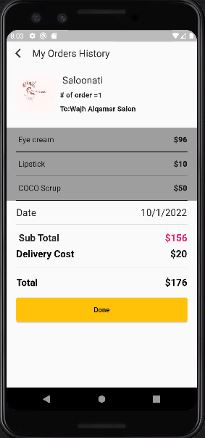 8:03
My Orders History
Saloonati
# of order =1
To:Wajh Alqamar Salon
Eye cream $96
Lipstick $10
COCO Scrup $50
Date 10/1/2022
Sub Total $156
Delivery Cost $20
Total $176
Done